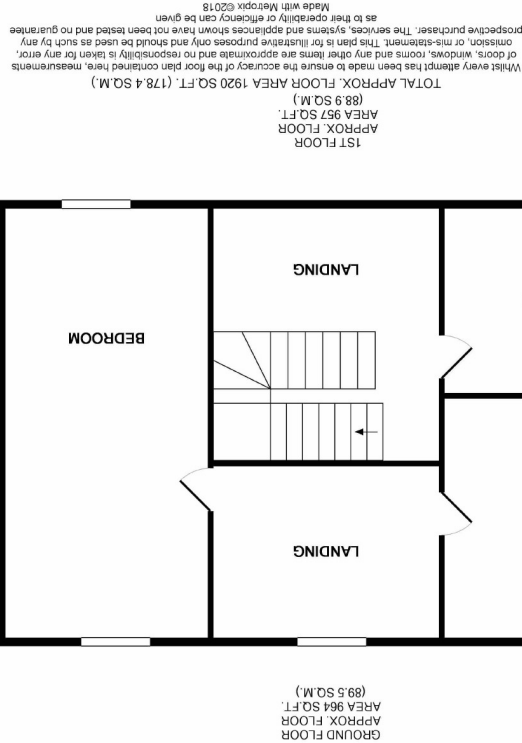 GROUND FLOOR
APPROX. FLOOR
AREA 964 SQ.FT.
(89.5 SQ.M.)
LANDING
BEDROOM
LANDING
1ST FLOOR
APPROX. FLOOR
AREA 957 SQ.FT.
(88.9 SQ.M.)
TOTAL APPROX. FLOOR AREA 1920 SQ.FT. (178.4 SQ.M.)
Whilst every attempt has been made to ensure the accuracy of the floor plan contained here, measurements
of doors, windows, rooms and any other items are approximate and no responsibility is taken for any error,
omission, or mis-statement. This plan is for illustrative purposes only and should be used as such by any
prospective purchaser. The services, systems and appliances shown have not been tested and no guarantee
as to their operability or efficiency can be given
Made with Metropix ©2018